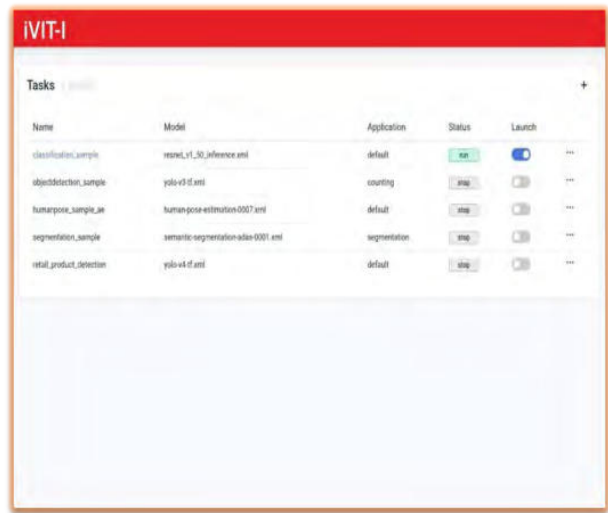 iVIT-I
Tasks
+
Name Model Application Status Launch
classification_sample resnet_v1_50_inference.xml default run ...
objectdetection_sample yolo-v3-tf.xml counting stop ...
humanpose_sample_ae human-pose-estimation-0007.xml default stop ...
segmentation_sample semantic-segmentation-adas-0001.xml segmentation stop ...
retail_product_detection yolo-v4-tf.xml default stop ...